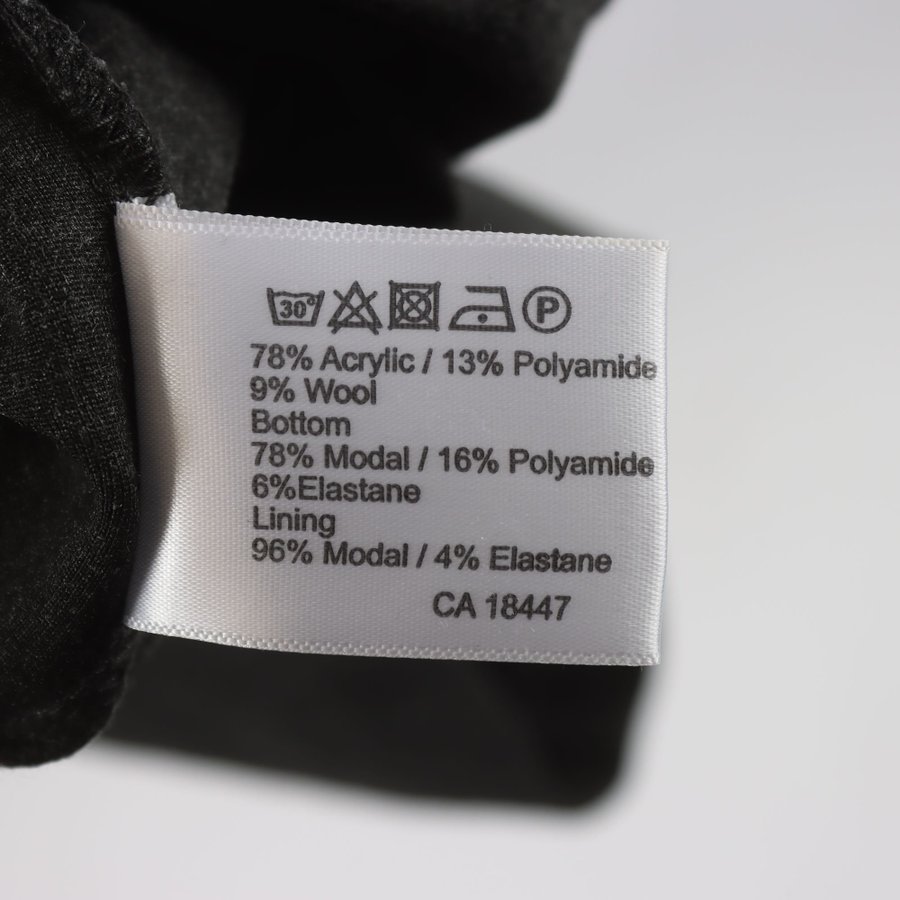 30° P
78% Acrylic / 13% Polyamide
9% Wool
Bottom
78% Modal / 16% Polyamide
6%Elastane
Lining
96% Modal / 4% Elastane
CA 18447